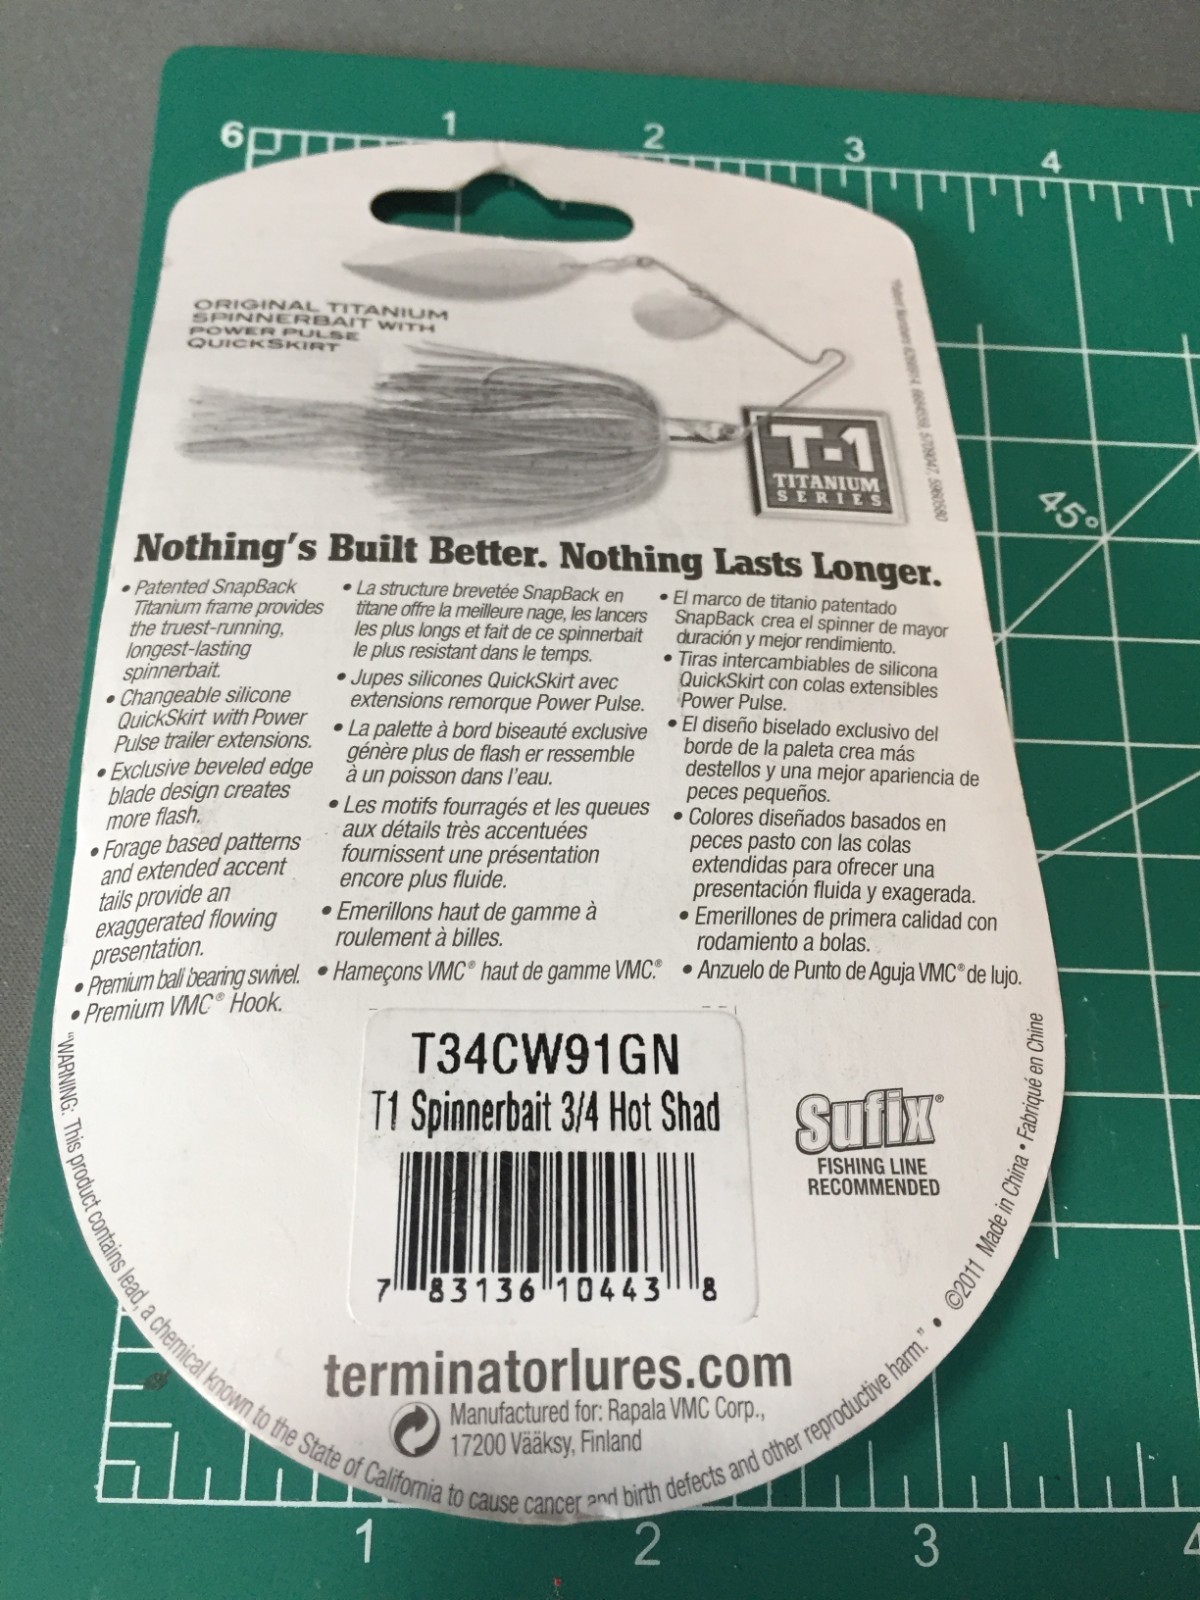 6 1 2 3 4
ORIGINAL TITANIUM
SPINNERBAIT WITH
POWER PULSE
QUICKSKIRT
T-1
TITANIUM
SERIES
45°
Nothing's Built Better. Nothing Lasts Longer.
• Patented SnapBack
Titanium frame provides
the truest-running,
longest-lasting
spinnerbait.
• Changeable silicone
QuickSkirt with Power
Pulse trailer extensions.
• Exclusive beveled edge
blade design creates
more flash.
• Forage based patterns
and extended accent
tails provide an
exaggerated flowing
presentation.
• Premium ball bearing swivel.
• Premium VMC® Hook.
• La structure brevetée SnapBack en
titane offre la meilleure nage, les lancers
les plus longs et fait de ce spinnerbait
le plus resistant dans le temps.
• Jupes silicones QuickSkirt avec
extensions remorque Power Pulse.
• La palette à bord biseauté exclusive
génère plus de flash er ressemble
à un poisson dans l'eau.
• Les motifs fourragés et les queues
aux détails très accentuées
fournissent une présentation
encore plus fluide.
• Emerillons haut de gamme à
roulement à billes.
• Hameçons VMC® haut de gamme VMC.®
• El marco de titanio patentado
SnapBack crea el spinner de mayor
duración y mejor rendimiento.
• Tiras intercambiables de silicona
QuickSkirt con colas extensibles
Power Pulse.
• El diseño biselado exclusivo del
borde de la paleta crea más
destellos y una mejor apariencia de
peces pequeños.
• Colores diseñados basados en
peces pasto con las colas
extendidas para ofrecer una
presentación fluida y exagerada.
• Emerillones de primera calidad con
rodamiento a bolas.
• Anzuelo de Punto de Aguja VMC® de lujo.
T34CW91GN
T1 Spinnerbait 3/4 Hot Shad
7 83136 10443 8
Sufix®
FISHING LINE
RECOMMENDED
terminatorlures.com
Manufactured for: Rapala VMC Corp.,
17200 Vääksy, Finland
"WARNING: This product contains lead, a chemical known to the State of California to cause cancer and birth defects and other reproductive harm." • ©2011 Made in China • Fabriqué en Chine
1 2 3 4